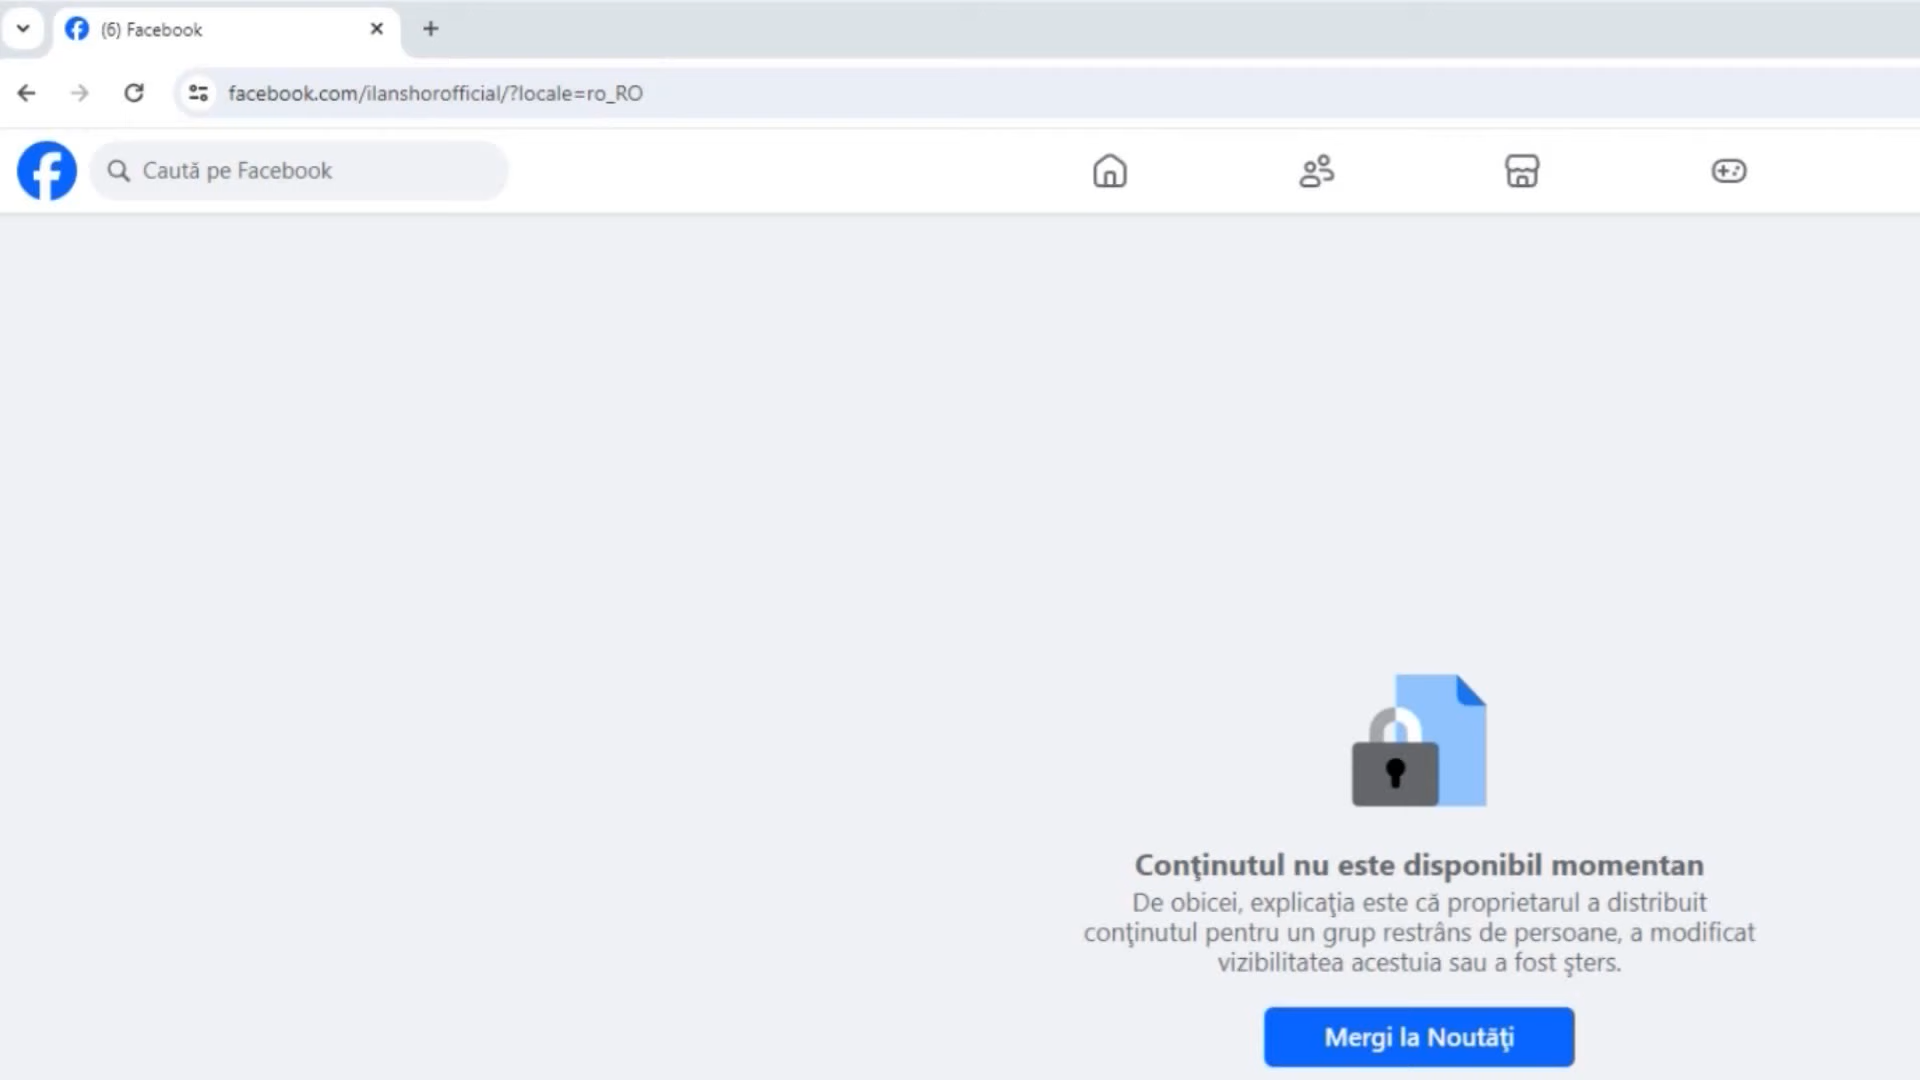 (6) Facebook
facebook.com/ilanshorofficial/?locale=ro_RO
Caută pe Facebook
Conţinutul nu este disponibil momentan
De obicei, explicaţia este că proprietarul a distribuit
conţinutul pentru un grup restrâns de persoane, a modificat
vizibilitatea acestuia sau a fost şters.
Mergi la Noutăţi